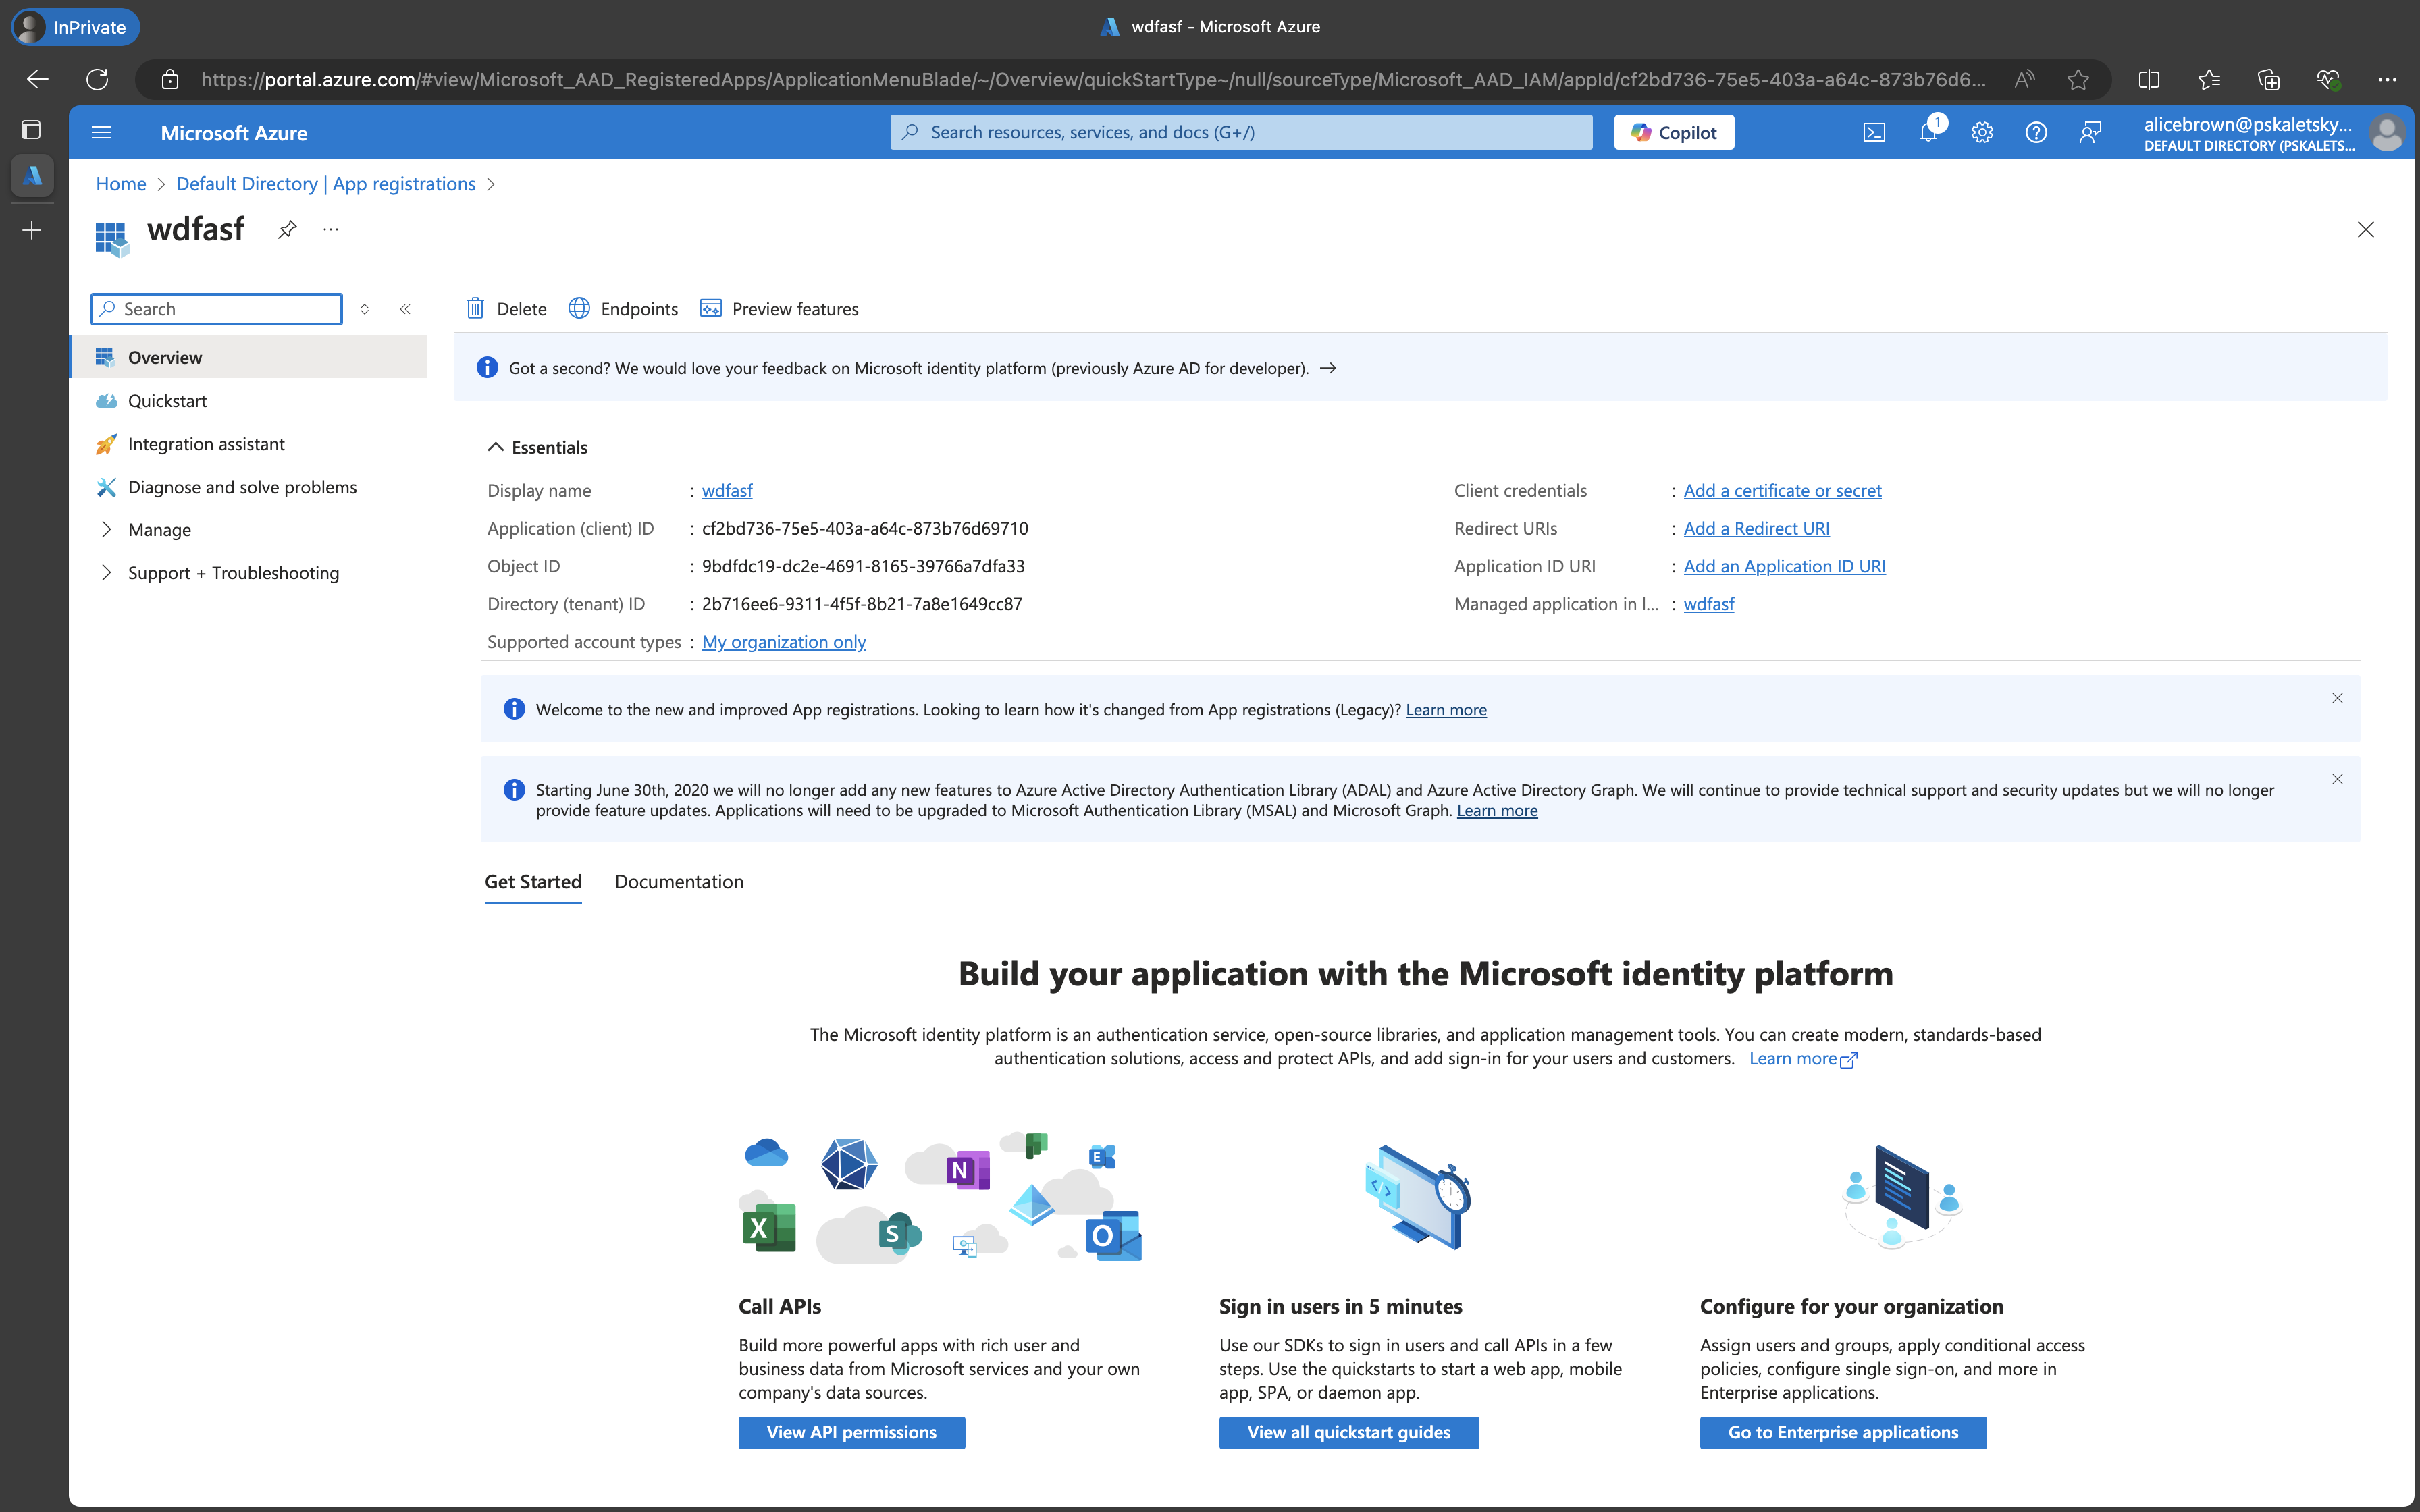 InPrivate
wdfasf - Microsoft Azure
https://portal.azure.com/#view/Microsoft_AAD_RegisteredApps/ApplicationMenuBlade/~/Overview/quickStartType~/null/sourceType/Microsoft_AAD_IAM/appId/cf2bd736-75e5-403a-a64c-873b76d6...
Microsoft Azure
Search resources, services, and docs (G+/)
Copilot
1
alicebrown@pskaletsky...
DEFAULT DIRECTORY (PSKALETS...
Home > Default Directory | App registrations >
wdfasf
...
Search
Delete
Endpoints
Preview features
Overview
Quickstart
Integration assistant
Diagnose and solve problems
Manage
Support + Troubleshooting
Got a second? We would love your feedback on Microsoft identity platform (previously Azure AD for developer). →
Essentials
Display name : wdfasf
Application (client) ID : cf2bd736-75e5-403a-a64c-873b76d69710
Object ID : 9bdfdc19-dc2e-4691-8165-39766a7dfa33
Directory (tenant) ID : 2b716ee6-9311-4f5f-8b21-7a8e1649cc87
Supported account types : My organization only
Client credentials : Add a certificate or secret
Redirect URIs : Add a Redirect URI
Application ID URI : Add an Application ID URI
Managed application in l... : wdfasf
Welcome to the new and improved App registrations. Looking to learn how it's changed from App registrations (Legacy)? Learn more
Starting June 30th, 2020 we will no longer add any new features to Azure Active Directory Authentication Library (ADAL) and Azure Active Directory Graph. We will continue to provide technical support and security updates but we will no longer
provide feature updates. Applications will need to be upgraded to Microsoft Authentication Library (MSAL) and Microsoft Graph. Learn more
Get Started
Documentation
Build your application with the Microsoft identity platform
The Microsoft identity platform is an authentication service, open-source libraries, and application management tools. You can create modern, standards-based
authentication solutions, access and protect APIs, and add sign-in for your users and customers. Learn more
N
E
X
S
O
Call APIs
Build more powerful apps with rich user and
business data from Microsoft services and your own
company's data sources.
View API permissions
Sign in users in 5 minutes
Use our SDKs to sign in users and call APIs in a few
steps. Use the quickstarts to start a web app, mobile
app, SPA, or daemon app.
View all quickstart guides
Configure for your organization
Assign users and groups, apply conditional access
policies, configure single sign-on, and more in
Enterprise applications.
Go to Enterprise applications